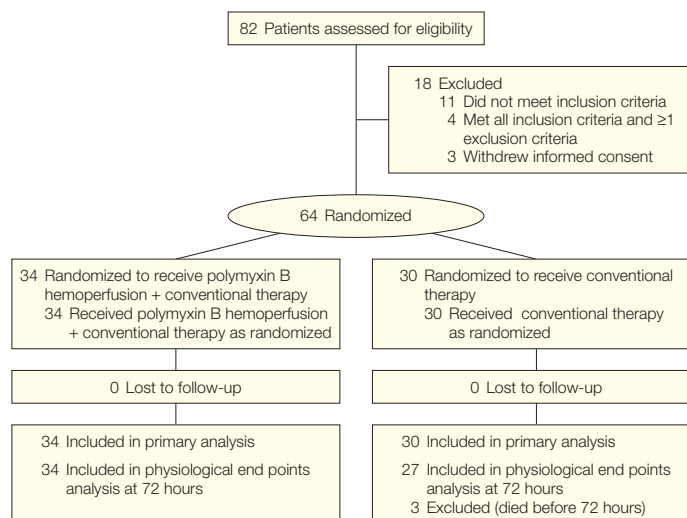 82 Patients assessed for eligibility
18 Excluded
11 Did not meet inclusion criteria
4 Met all inclusion criteria and ≥1
exclusion criteria
3 Withdrew informed consent
64 Randomized
34 Randomized to receive polymyxin B
hemoperfusion + conventional therapy
34 Received polymyxin B hemoperfusion
+ conventional therapy as randomized
30 Randomized to receive conventional
therapy
30 Received conventional therapy
as randomized
0 Lost to follow-up
0 Lost to follow-up
34 Included in primary analysis
34 Included in physiological end points
analysis at 72 hours
30 Included in primary analysis
27 Included in physiological end points
analysis at 72 hours
3 Excluded (died before 72 hours)